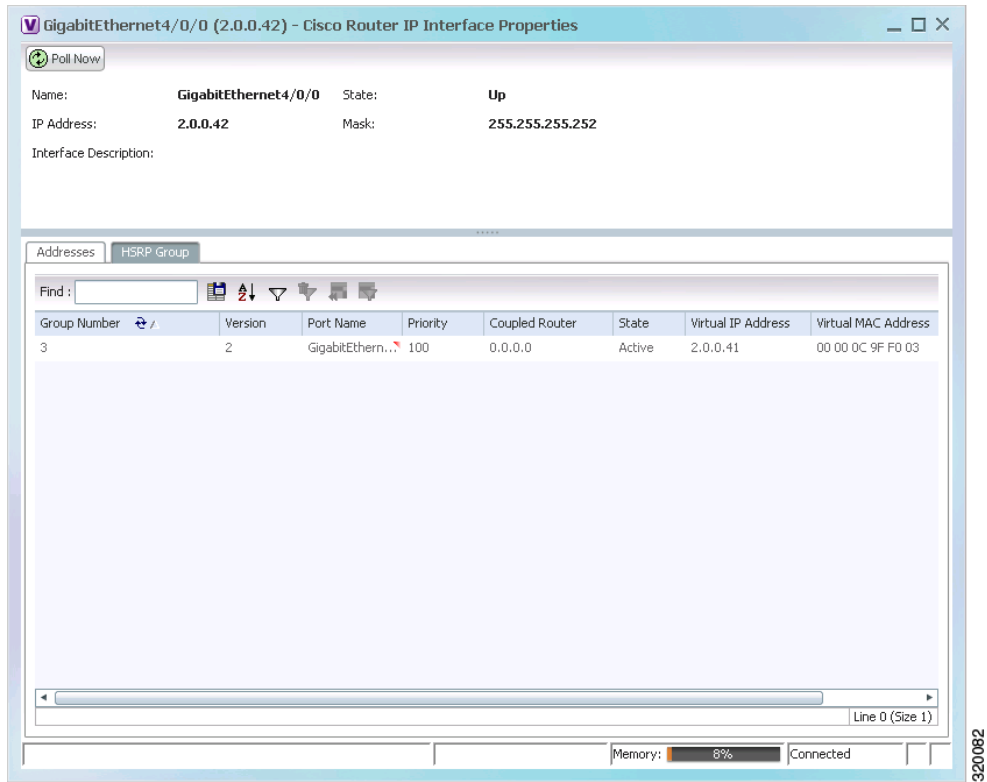 GigabitEthernet4/0/0 (2.0.0.42) - Cisco Router IP Interface Properties
Poll Now
Name: GigabitEthernet4/0/0 State: Up
IP Address: 2.0.0.42 Mask: 255.255.255.252
Interface Description:
Addresses HSRP Group
Find :
Group Number Version Port Name Priority Coupled Router State Virtual IP Address Virtual MAC Address
3 2 GigabitEthern... 100 0.0.0.0 Active 2.0.0.41 00 00 0C 9F F0 03
Line 0 (Size 1)
Memory: 8% Connected
320082